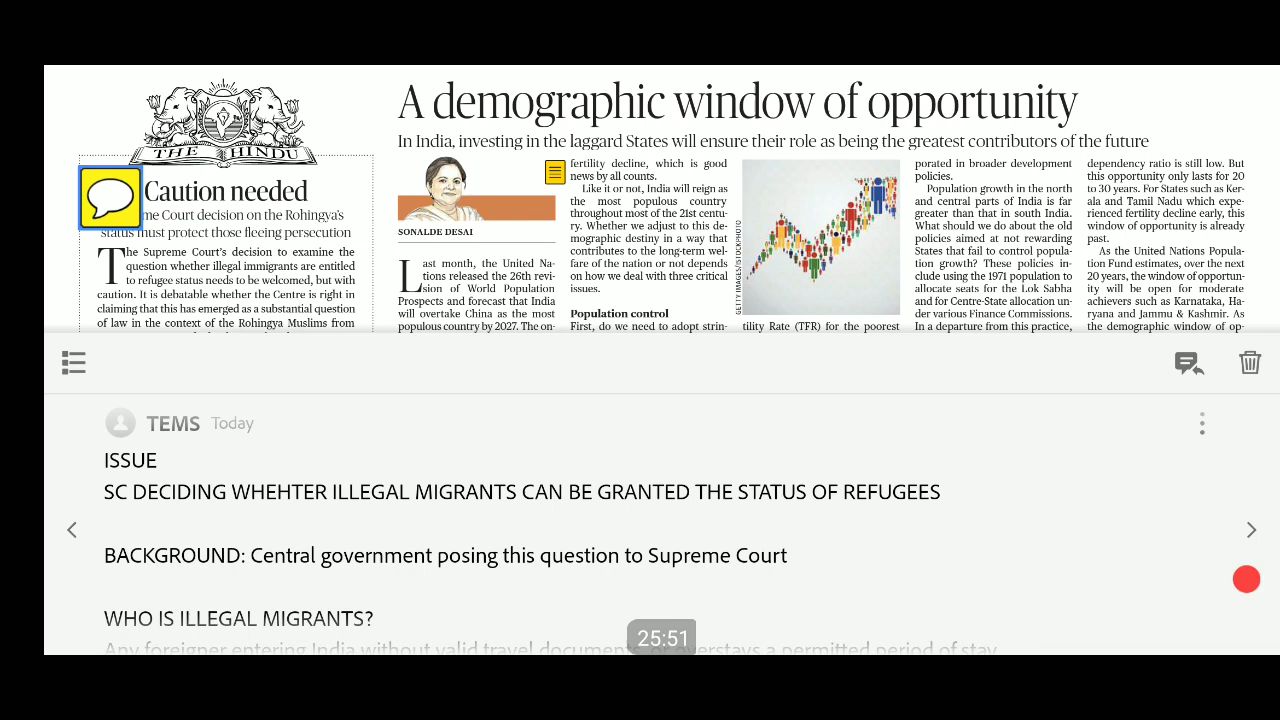 THE HINDU
Caution needed
me Court decision on the Rohingya's
status must protect those fleeing persecution
The Supreme Court's decision to examine the
question whether illegal immigrants are entitled
to refugee status needs to be welcomed, but with
caution. It is debatable whether the Centre is right in
claiming that this has emerged as a substantial question
of law in the context of the Rohingya Muslims from
A demographic window of opportunity
In India, investing in the laggard States will ensure their role as being the greatest contributors of the future
SONALDE DESAI
Last month, the United Na-
tions released the 26th revi-
sion of World Population
Prospects and forecast that India
will overtake China as the most
populous country by 2027. The on-
fertility decline, which is good
news by all counts.
Like it or not, India will reign as
the most populous country
throughout most of the 21st centu-
ry. Whether we adjust to this de-
mographic destiny in a way that
contributes to the long-term wel-
fare of the nation or not depends
on how we deal with three critical
issues.
Population control
First, do we need to adopt strin-
GETTY IMAGES/ISTOCKPHOTO
tility Rate (TFR) for the poorest
porated in broader development
policies.
Population growth in the north
and central parts of India is far
greater than that in south India.
What should we do about the old
policies aimed at not rewarding
States that fail to control popula-
tion growth? These policies in-
clude using the 1971 population to
allocate seats for the Lok Sabha
and for Centre-State allocation un-
der various Finance Commissions.
In a departure from this practice,
dependency ratio is still low. But
this opportunity only lasts for 20
to 30 years. For States such as Ker-
ala and Tamil Nadu which expe-
rienced fertility decline early, this
window of opportunity is already
past.
As the United Nations Popula-
tion Fund estimates, over the next
20 years, the window of opportun-
ity will be open for moderate
achievers such as Karnataka, Ha-
ryana and Jammu & Kashmir. As
the demographic window of op-
TEMS Today
ISSUE
SC DECIDING WHEHTER ILLEGAL MIGRANTS CAN BE GRANTED THE STATUS OF REFUGEES
BACKGROUND: Central government posing this question to Supreme Court
WHO IS ILLEGAL MIGRANTS?
Any foreigner entering India without valid travel documents or overstays a permitted period of stay
25:51